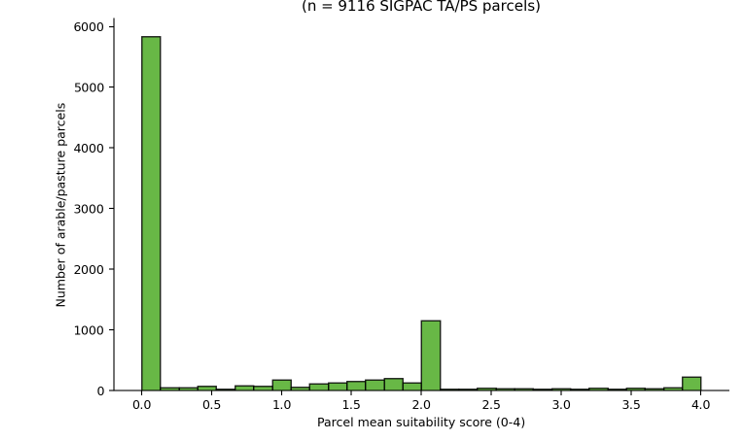 (n = 9116 SIGPAC TA/PS parcels)
Number of arable/pasture parcels
6000
5000
4000
3000
2000
1000
0
0.0 0.5 1.0 1.5 2.0 2.5 3.0 3.5 4.0
Parcel mean suitability score (0-4)